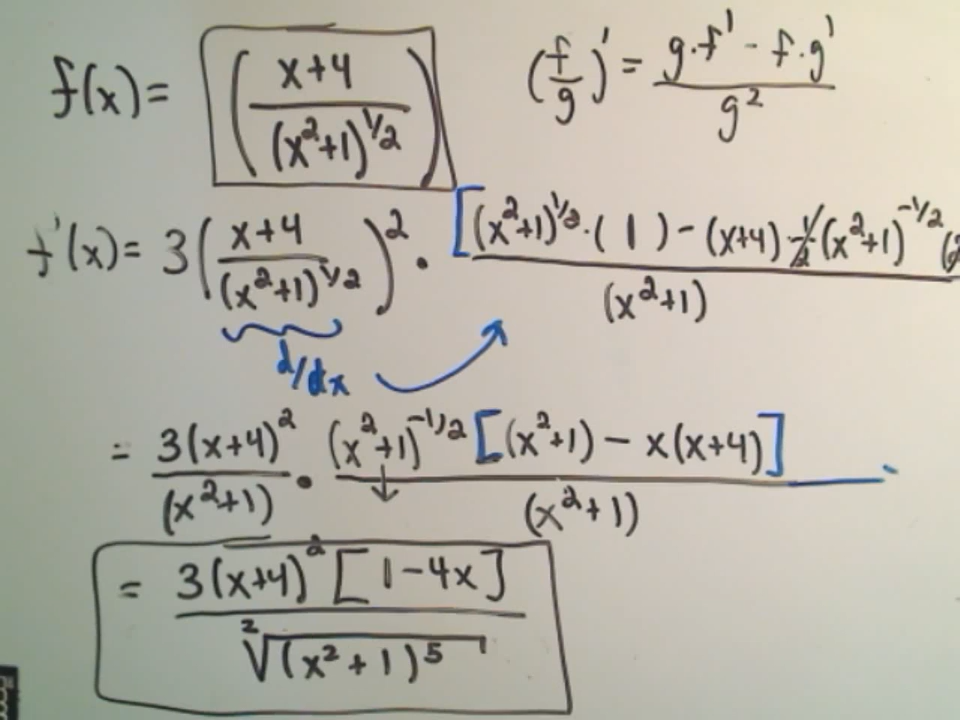 f(x) = ( (x+4) / (x²+1)^(1/2) )
(f/g)' = (g·f' - f·g') / g²
f'(x) = 3( (x+4) / (x²+1)^(1/2) )² · [(x²+1)^(1/2)·(1) - (x+4) 1/2 (x²+1)^(-1/2) (2
(x²+1)
d/dx
= 3(x+4)² / (x²+1) · (x²+1)^(-1/2) [(x²+1) - x(x+4)] / (x²+1)
= 3(x+4)² [1-4x] / ²√(x²+1)⁵